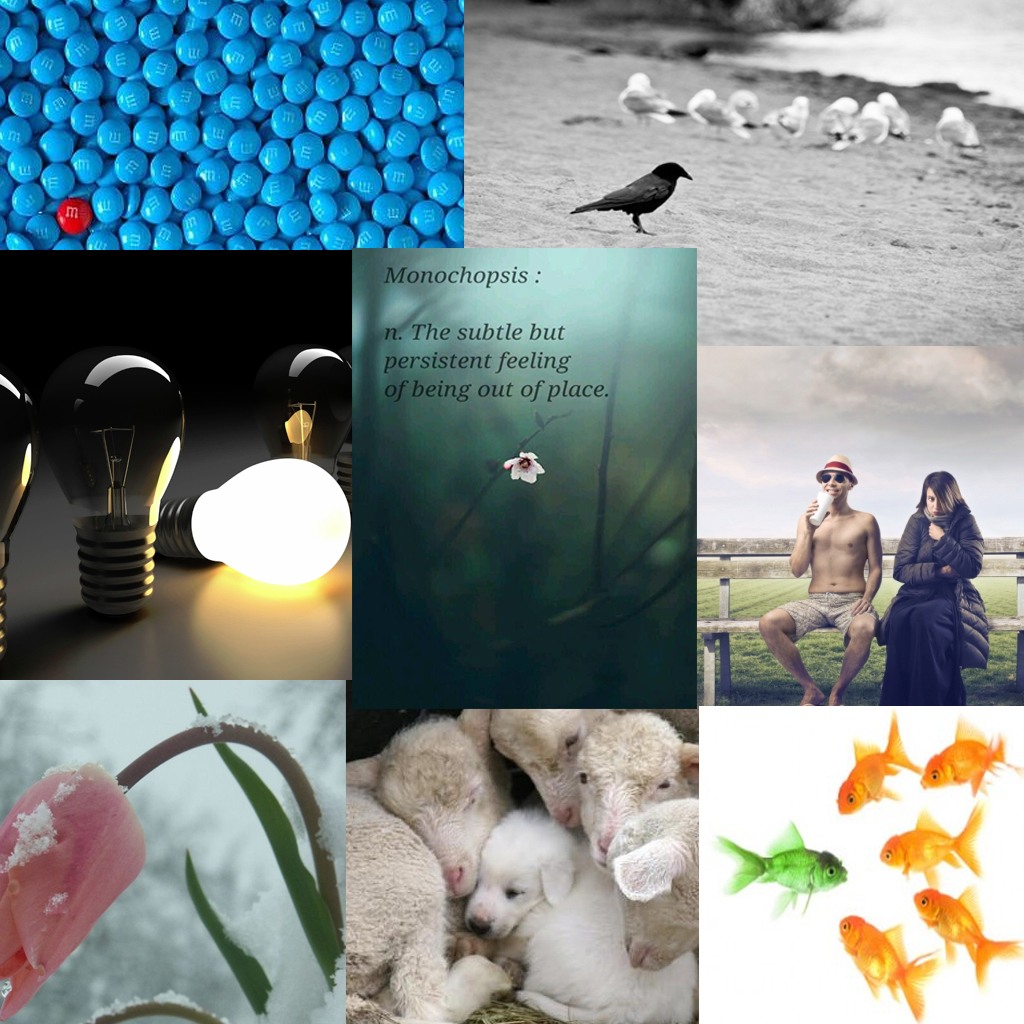 Monochopsis :
n. The subtle but
persistent feeling
of being out of place.
m